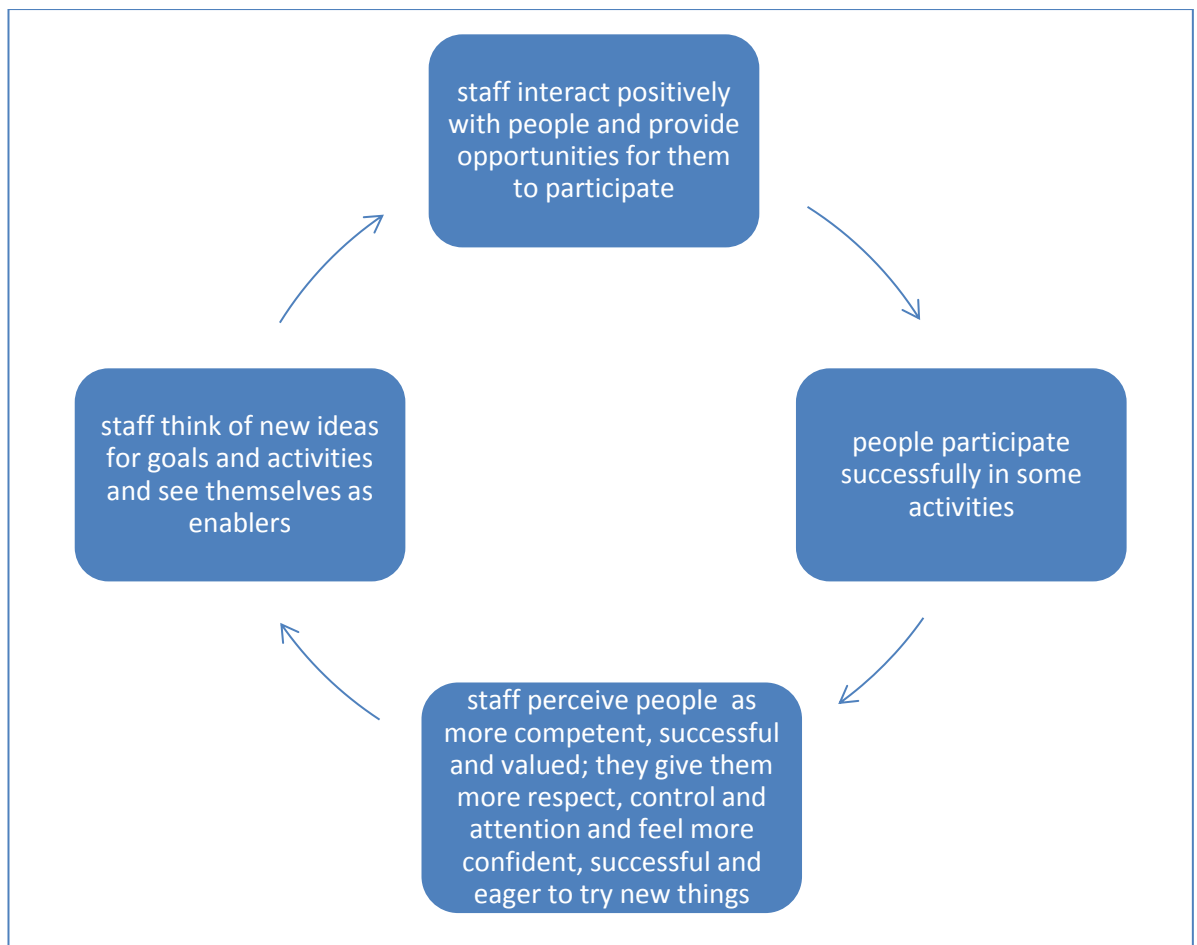 staff interact positively
with people and provide
opportunities for them
to participate
people participate
successfully in some
activities
staff perceive people  as
more competent, successful
and valued; they give them
more respect, control and
attention and feel more
confident, successful and
eager to try new things
staff think of new ideas
for goals and activities
and see themselves as
enablers